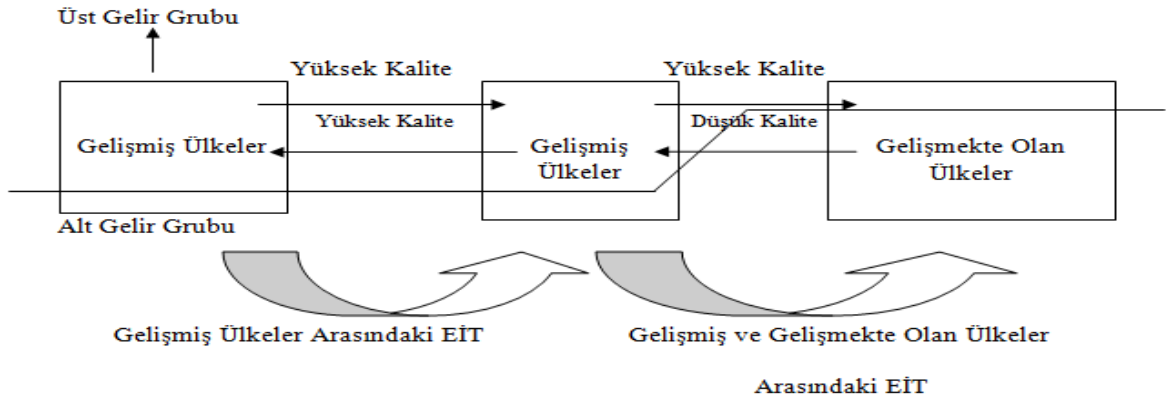 Üst Gelir Grubu
Yüksek Kalite
Yüksek Kalite
Yüksek Kalite
Düşük Kalite
Gelişmiş Ülkeler
Gelişmiş
Ülkeler
Gelişmekte Olan
Ülkeler
Alt Gelir Grubu
Gelişmiş Ülkeler Arasındaki EİT
Gelişmiş ve Gelişmekte Olan Ülkeler
Arasındaki EİT